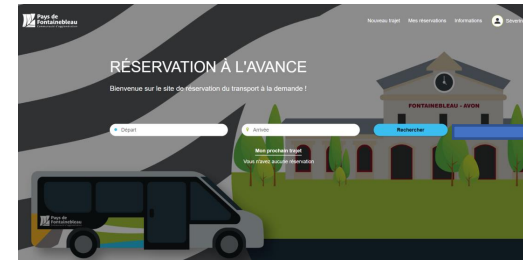 Pays de
Fontainebleau
Nouveau trajet Mes réservations Informations
RÉSERVATION À L'AVANCE
Bienvenue sur le site de réservation du transport à la demande !
FONTAINEBLEAU - AVON
Départ Arrivée Rechercher
Mon prochain trajet
Vous n'avez aucune réservation
Pays de
Fontainebleau